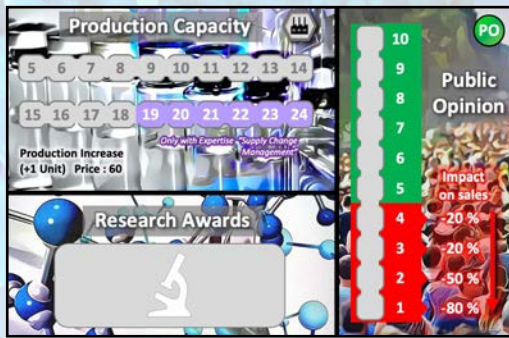 Production Capacity
5 6 7 8 9 10 11 12 13 14
15 16 17 18 19 20 21 22 23 24
Only with Expertise "Supply Change
Management"
Production Increase
(+1 Unit) Price : 60
Research Awards
PO
Public
Opinion
10
9
8
7
6
5
Impact
on sales
4 -20 %
3 -20 %
2 -50 %
1 -80 %